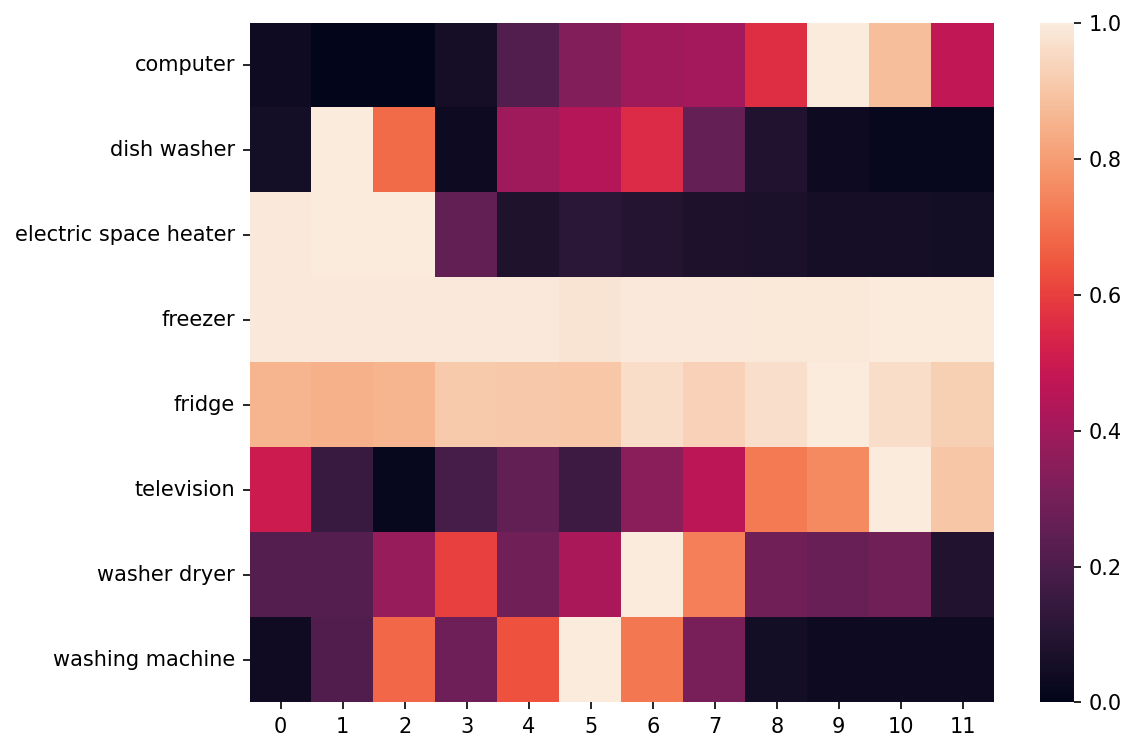 computer
dish washer
electric space heater
freezer
fridge
television
washer dryer
washing machine
0 1 2 3 4 5 6 7 8 9 10 11
1.0
0.8
0.6
0.4
0.2
0.0